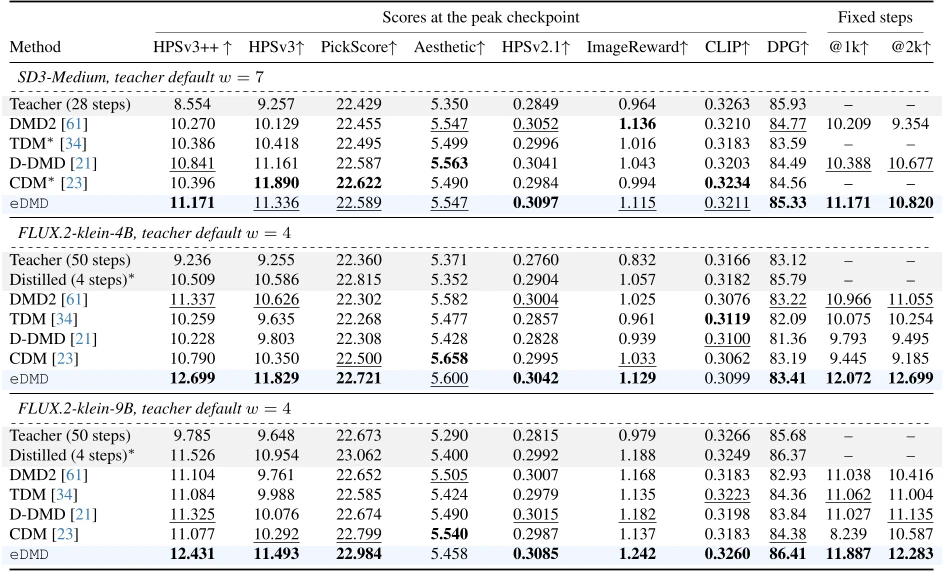 Scores at the peak checkpoint Fixed steps
Method HPSv3++ ↑ HPSv3↑ PickScore↑ Aesthetic↑ HPSv2.1↑ ImageReward↑ CLIP↑ DPG↑ @1k↑ @2k↑
SD3-Medium, teacher default w = 7
Teacher (28 steps) 8.554 9.257 22.429 5.350 0.2849 0.964 0.3263 85.93 – –
DMD2 [61] 10.270 10.129 22.455 5.547 0.3052 1.136 0.3210 84.77 10.209 9.354
TDM* [34] 10.386 10.418 22.495 5.499 0.2996 1.016 0.3183 83.59 – –
D-DMD [21] 10.841 11.161 22.587 5.563 0.3041 1.043 0.3203 84.49 10.388 10.677
CDM* [23] 10.396 11.890 22.622 5.490 0.2984 0.994 0.3234 84.56 – –
eDMD 11.171 11.336 22.589 5.547 0.3097 1.115 0.3211 85.33 11.171 10.820
FLUX.2-klein-4B, teacher default w = 4
Teacher (50 steps) 9.236 9.255 22.360 5.371 0.2760 0.832 0.3166 83.12 – –
Distilled (4 steps)* 10.509 10.586 22.815 5.352 0.2904 1.057 0.3182 85.79 – –
DMD2 [61] 11.337 10.626 22.302 5.582 0.3004 1.025 0.3076 83.22 10.966 11.055
TDM [34] 10.259 9.635 22.268 5.477 0.2857 0.961 0.3119 82.09 10.075 10.254
D-DMD [21] 10.228 9.803 22.308 5.428 0.2828 0.939 0.3100 81.36 9.793 9.495
CDM [23] 10.790 10.350 22.500 5.658 0.2995 1.033 0.3062 83.19 9.445 9.185
eDMD 12.699 11.829 22.721 5.600 0.3042 1.129 0.3099 83.41 12.072 12.699
FLUX.2-klein-9B, teacher default w = 4
Teacher (50 steps) 9.785 9.648 22.673 5.290 0.2815 0.979 0.3266 85.68 – –
Distilled (4 steps)* 11.526 10.954 23.062 5.400 0.2992 1.188 0.3249 86.37 – –
DMD2 [61] 11.104 9.761 22.652 5.505 0.3007 1.168 0.3183 82.93 11.038 10.416
TDM [34] 11.084 9.988 22.585 5.424 0.2979 1.135 0.3223 84.36 11.062 11.004
D-DMD [21] 11.325 10.076 22.674 5.490 0.3015 1.182 0.3198 83.84 11.027 11.135
CDM [23] 11.077 10.292 22.799 5.540 0.2987 1.137 0.3183 84.38 8.239 10.587
eDMD 12.431 11.493 22.984 5.458 0.3085 1.242 0.3260 86.41 11.887 12.283